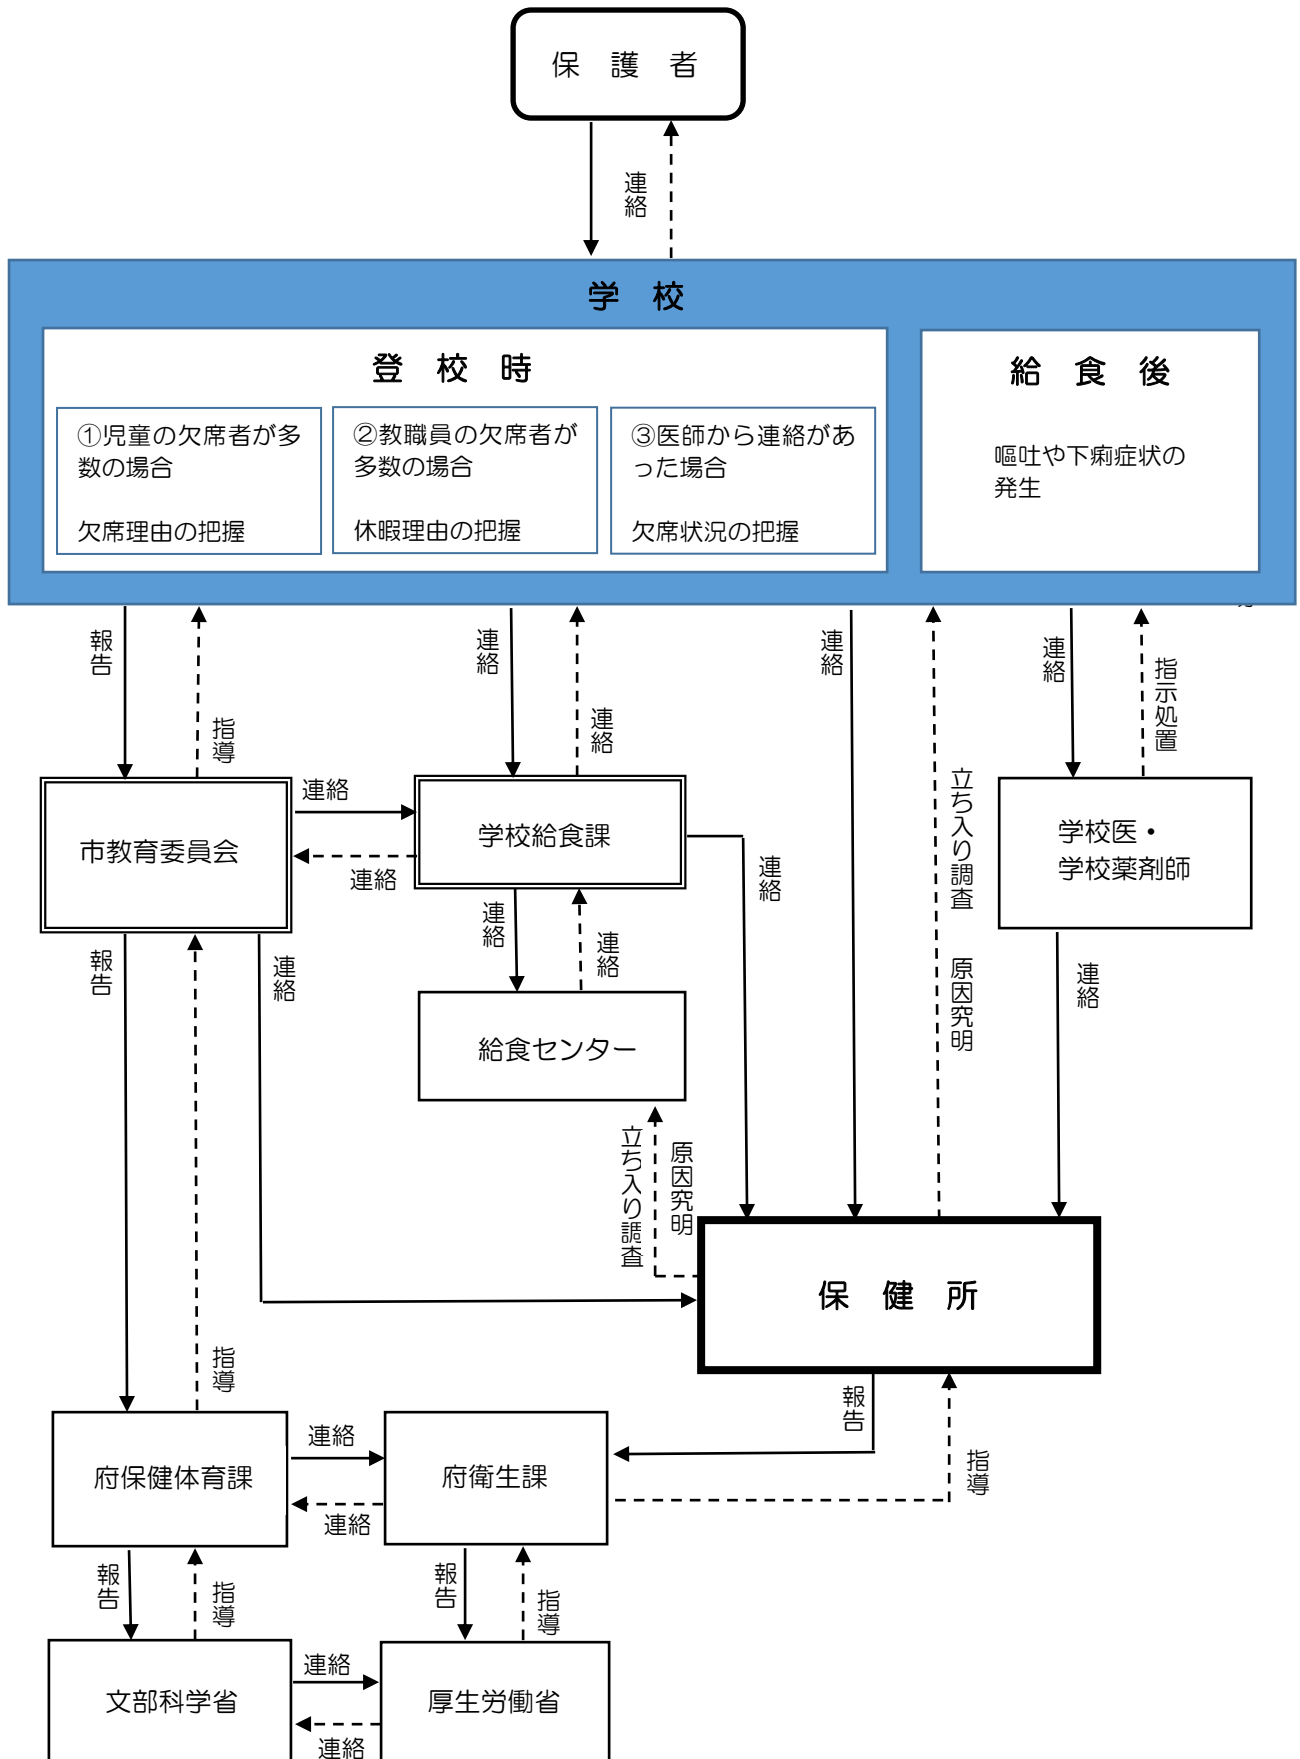 保 護 者
連絡
学 校
登 校 時
①児童の欠席者が多
数の場合
欠席理由の把握
②教職員の欠席者が
多数の場合
休暇理由の把握
③医師から連絡があ
った場合
欠席状況の把握
給 食 後
嘔吐や下痢症状の
発生
報告
指導
連絡
連絡
連絡
立ち入り調査
原因究明
連絡
指示処置
市教育委員会
連絡
連絡
学校給食課
連絡
学校医・
学校薬剤師
連絡
報告
連絡
連絡
連絡
給食センター
立ち入り調査
原因究明
保 健 所
指導
報告
指導
府保健体育課
連絡
連絡
府衛生課
報告
指導
報告
指導
文部科学省
連絡
連絡
厚生労働省